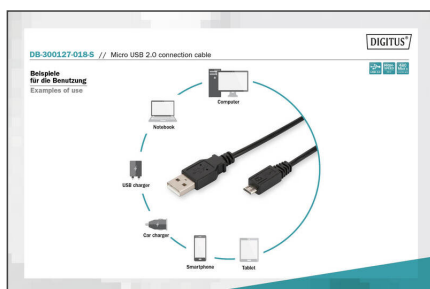 DIGITUS®
DB-300127-018-S // Micro USB 2.0 connection cable
Beispiele
für die Benutzung
Examples of use
Computer
Notebook
USB charger
Car charger
Smartphone
Tablet